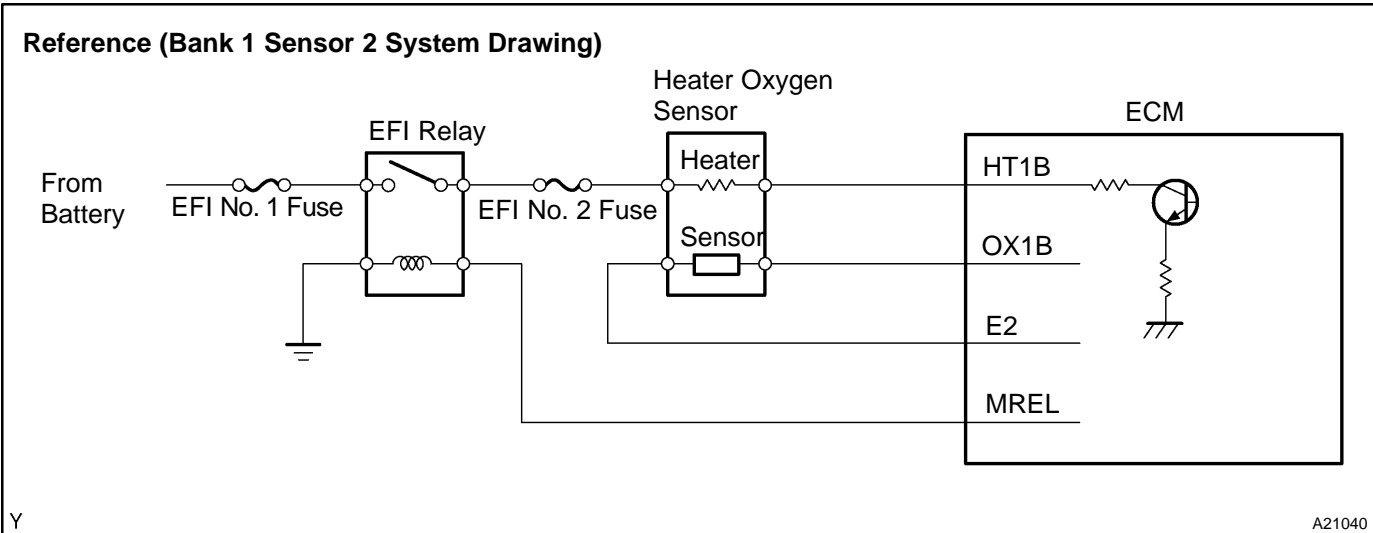 Reference (Bank 1 Sensor 2 System Drawing)
Heater Oxygen
Sensor
ECM
EFI Relay
Heater
HT1B
From
Battery
EFI No. 1 Fuse
EFI No. 2 Fuse
Sensor
OX1B
E2
MREL
Y
A21040